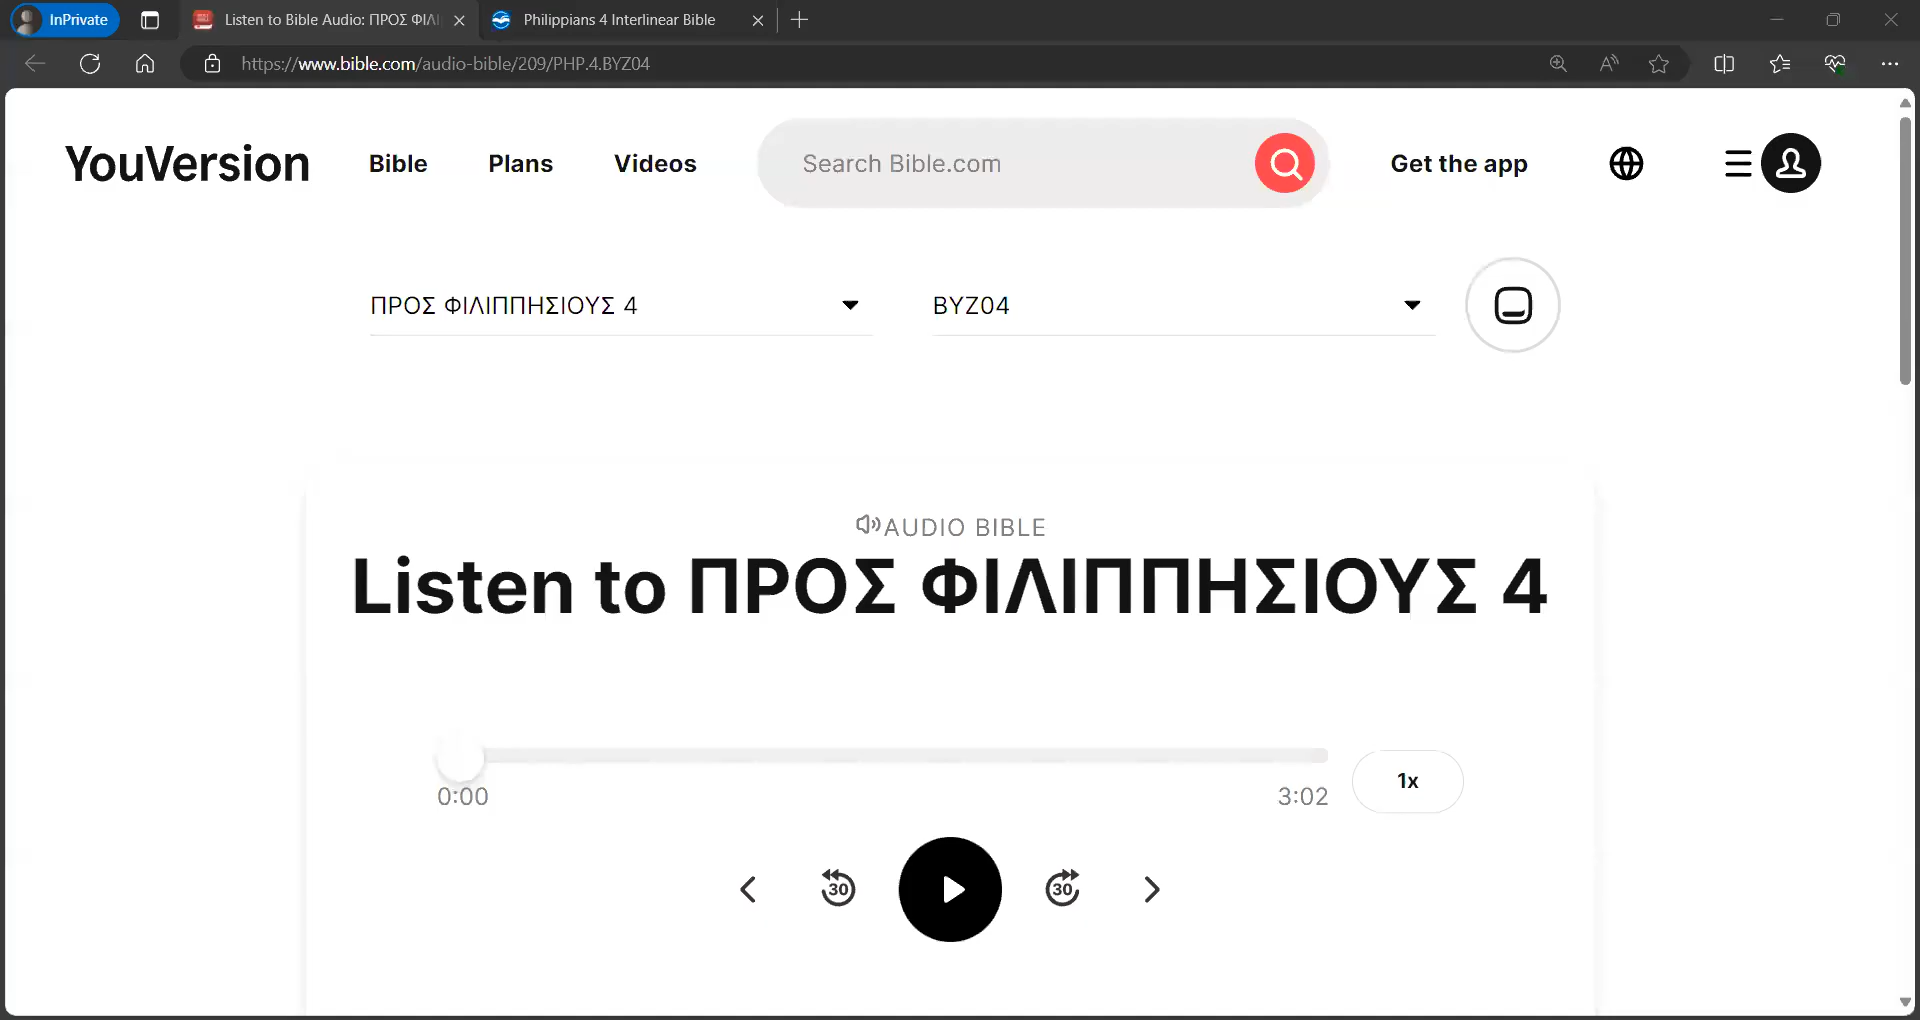 InPrivate
Listen to Bible Audio: ΠΡΟΣ ΦΙΛΙ
Philippians 4 Interlinear Bible
https://www.bible.com/audio-bible/209/PHP.4.BYZ04
YouVersion
Bible
Plans
Videos
Search Bible.com
Get the app
ΠΡΟΣ ΦΙΛΙΠΠΗΣΙΟΥΣ 4
BYZ04
AUDIO BIBLE
Listen to ΠΡΟΣ ΦΙΛΙΠΠΗΣΙΟΥΣ 4
0:00
3:02
1x
30
30